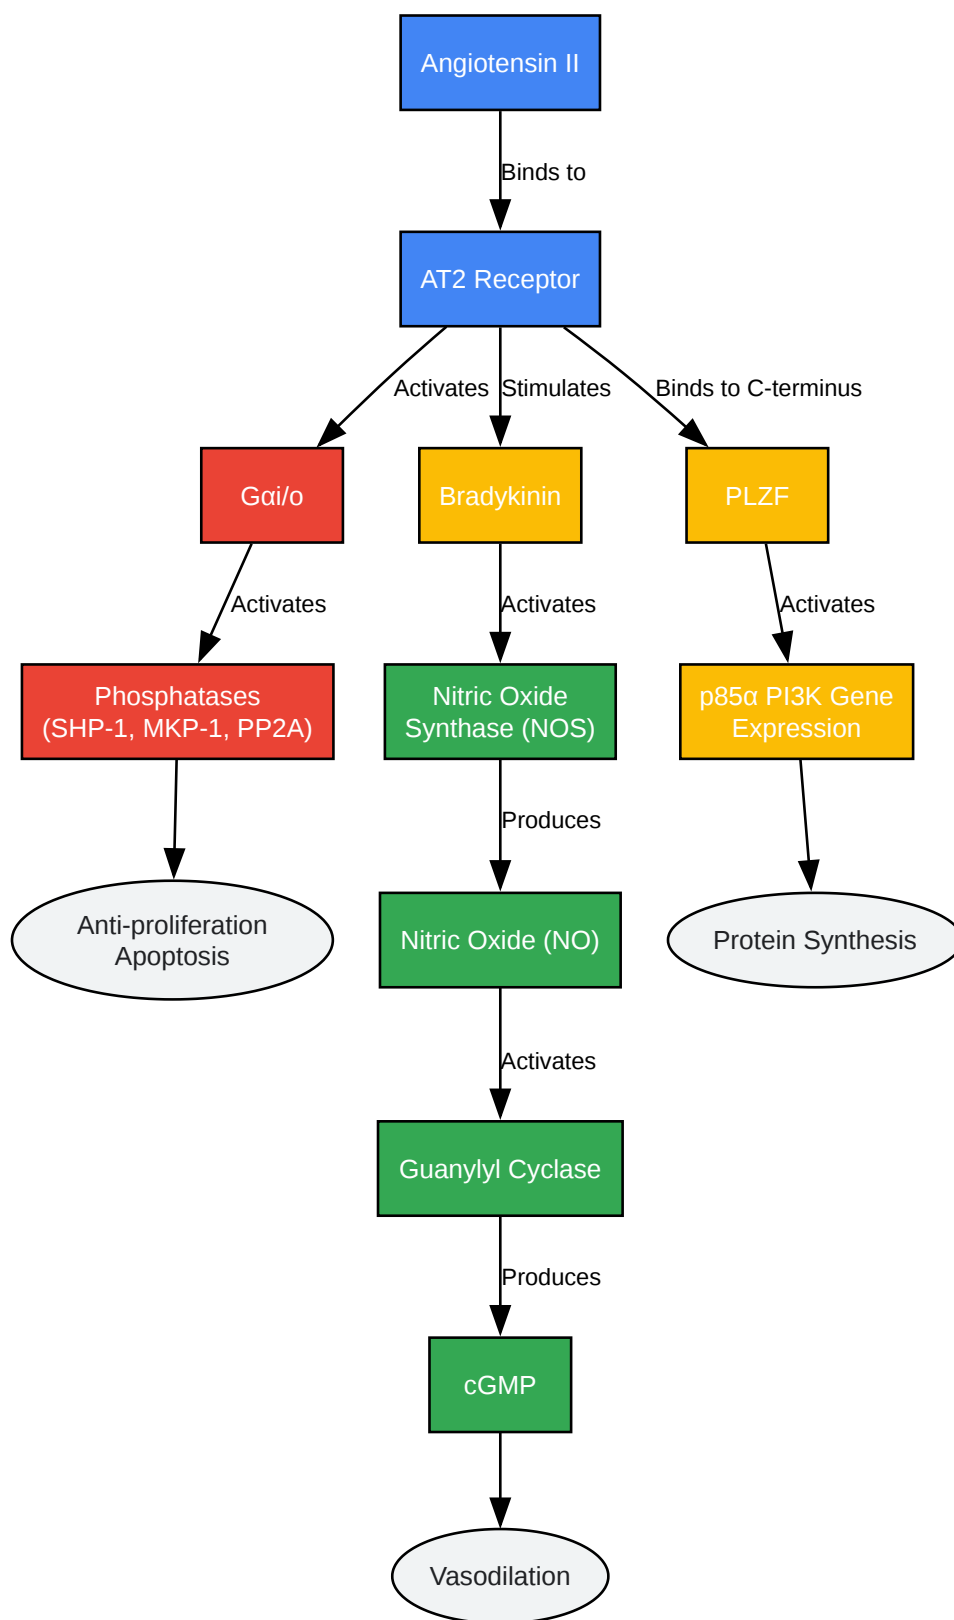 Angiotensin II
Binds to
AT2 Receptor
Activates
Stimulates
Binds to C-terminus
Gαi/o
Bradykinin
PLZF
Activates
Activates
Activates
Phosphatases
(SHP-1, MKP-1, PP2A)
Nitric Oxide
Synthase (NOS)
p85α PI3K Gene
Expression
Produces
Anti-proliferation
Apoptosis
Nitric Oxide (NO)
Protein Synthesis
Activates
Guanylyl Cyclase
Produces
cGMP
Vasodilation